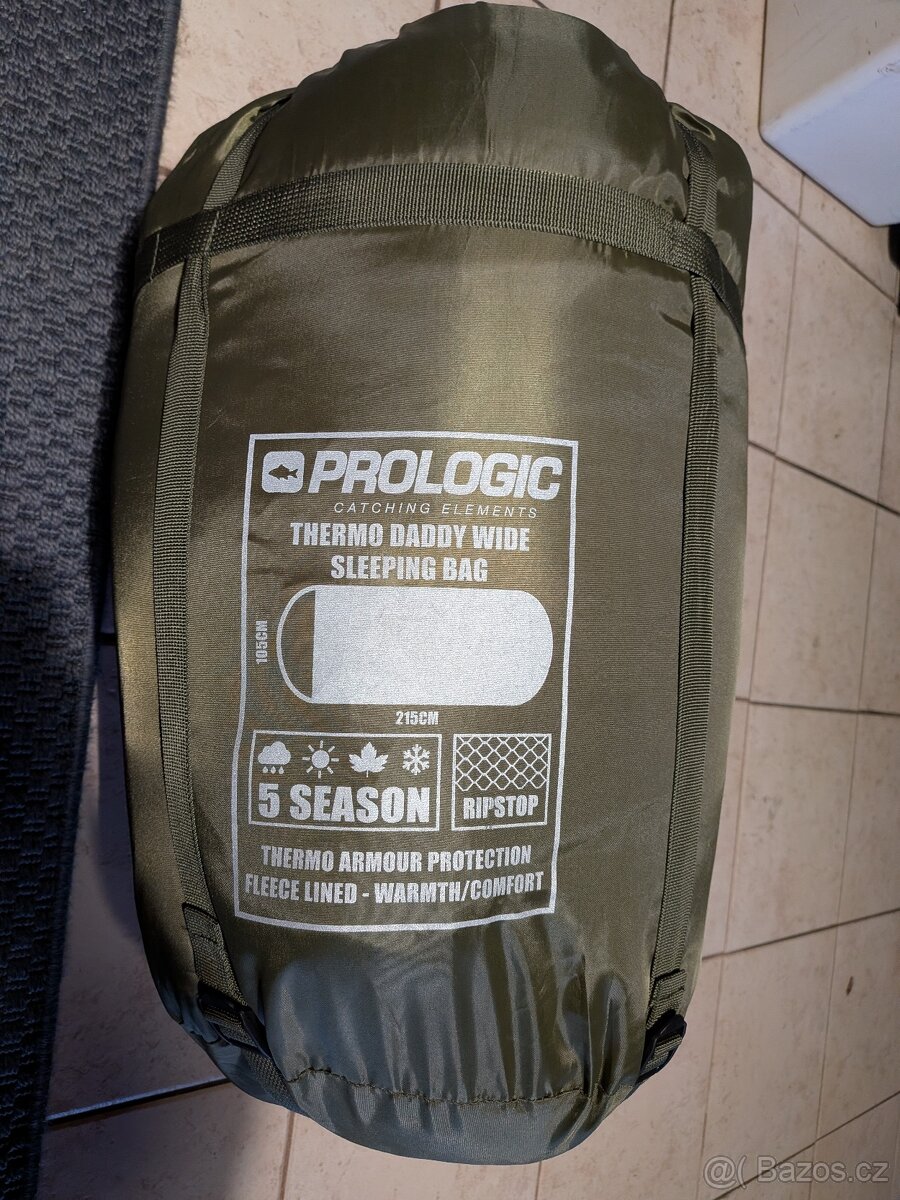 PROLOGIC
CATCHING ELEMENTS
THERMO DADDY WIDE
SLEEPING BAG
105CM
215CM
5 SEASON
RIPSTOP
THERMO ARMOUR PROTECTION
FLEECE LINED - WARMTH/COMFORT
@( Bazos.cz